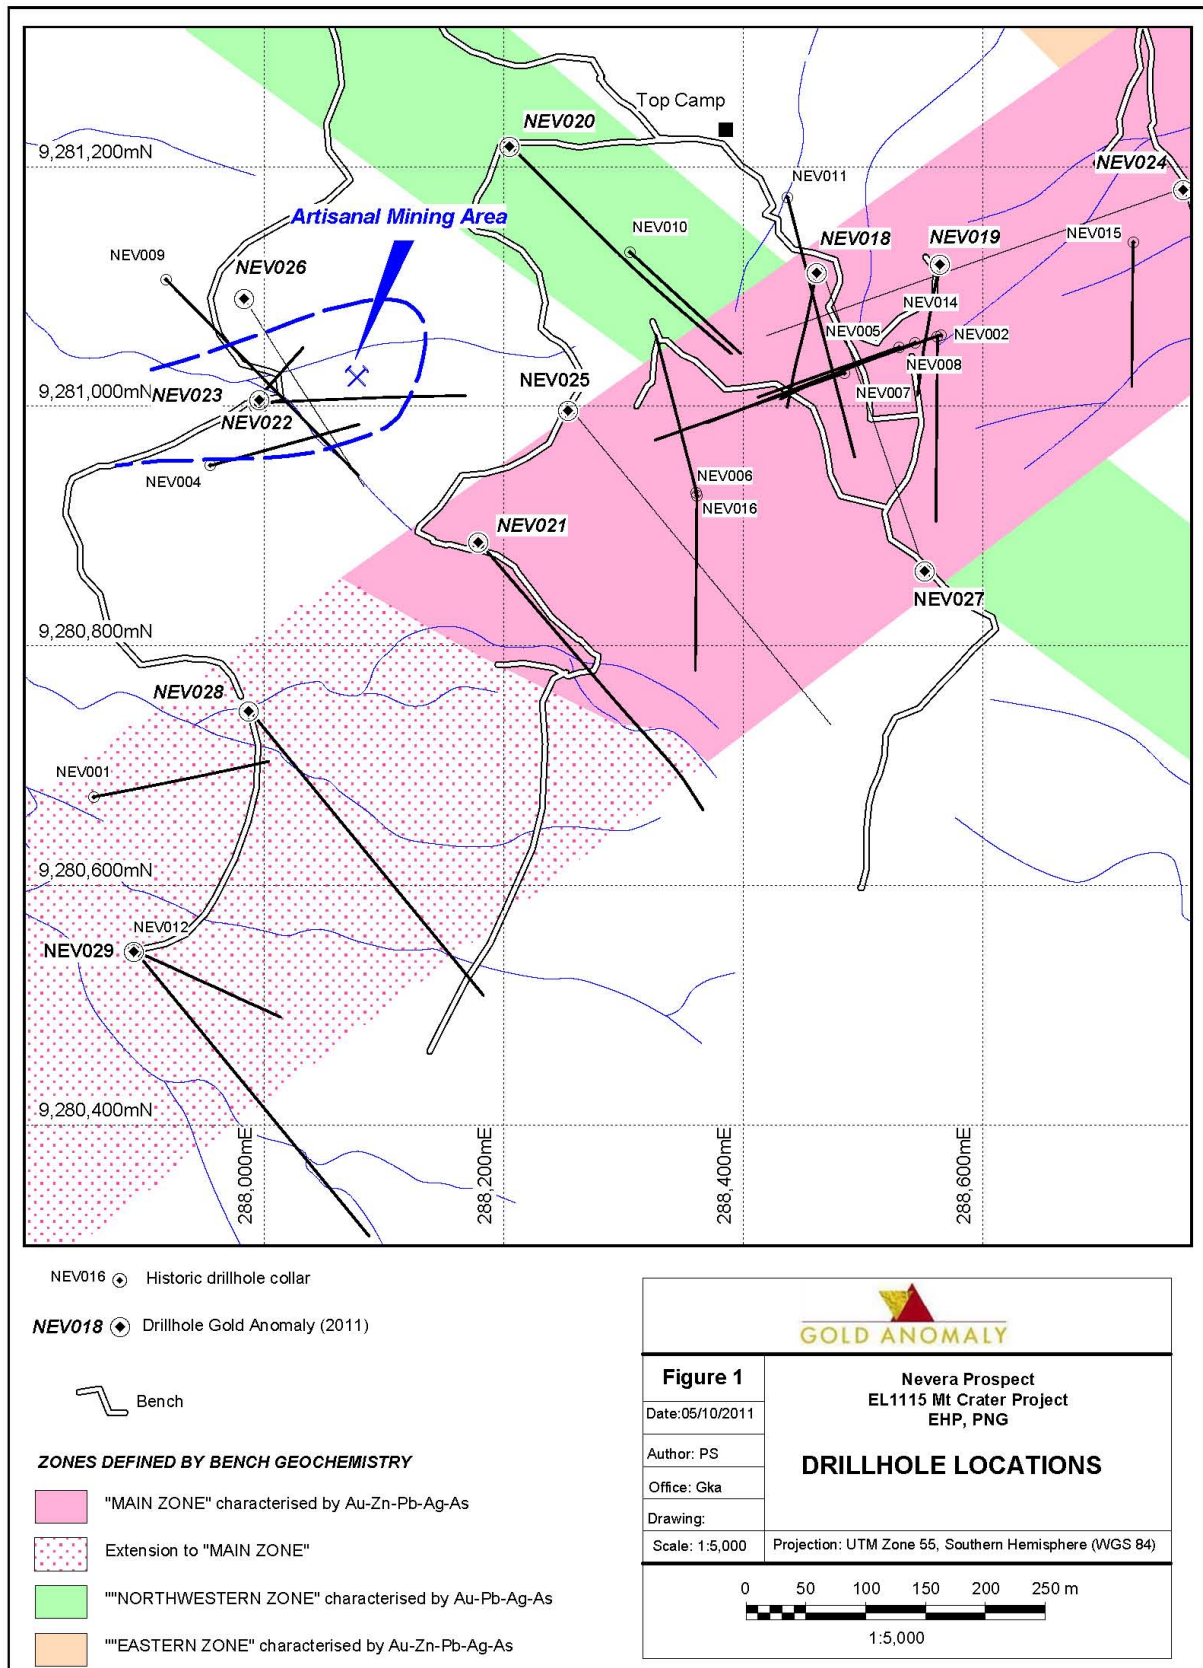 Top Camp
NEV020
9,281,200mN
NEV011
NEV024
Artisanal Mining Area
NEV010
NEV018
NEV019
NEV015
NEV009
NEV026
NEV014
NEV005
NEV002
NEV008
NEV025
NEV007
9,281,000mN
NEV023
NEV022
NEV004
NEV006
NEV016
NEV021
NEV027
9,280,800mN
NEV028
NEV001
9,280,600mN
NEV012
NEV029
9,280,400mN
288,000mE
288,200mE
288,400mE
288,600mE
NEV016 Historic drillhole collar
NEV018 Drillhole Gold Anomaly (2011)
Bench
ZONES DEFINED BY BENCH GEOCHEMISTRY
"MAIN ZONE" characterised by Au-Zn-Pb-Ag-As
Extension to "MAIN ZONE"
""NORTHWESTERN ZONE" characterised by Au-Pb-Ag-As
""EASTERN ZONE" characterised by Au-Zn-Pb-Ag-As
GOLD ANOMALY
Figure 1
Date:05/10/2011
Author: PS
Office: Gka
Drawing:
Scale: 1:5,000
Nevera Prospect
EL1115 Mt Crater Project
EHP, PNG
DRILLHOLE LOCATIONS
Projection: UTM Zone 55, Southern Hemisphere (WGS 84)
0 50 100 150 200 250 m
1:5,000